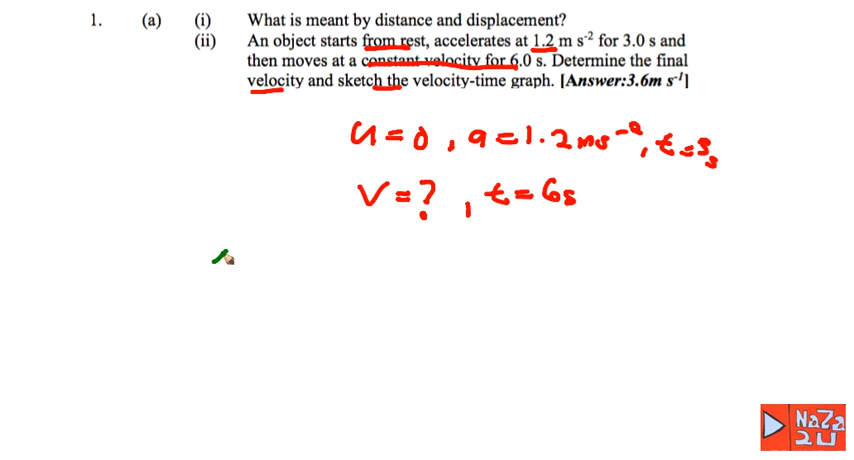 1. (a) (i) What is meant by distance and displacement?
(ii) An object starts from rest, accelerates at 1.2 m s⁻² for 3.0 s and
then moves at a constant velocity for 6.0 s. Determine the final
velocity and sketch the velocity-time graph. [Answer:3.6m s⁻¹]
u=0, a=1.2ms⁻², t=3s
v=?, t=6s
NaZa
2U